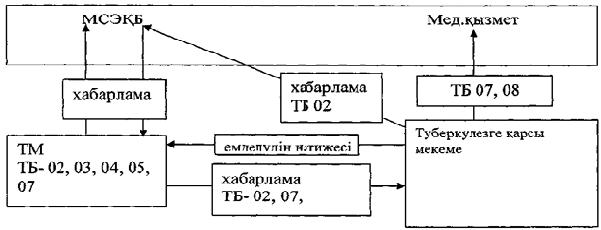 МСЭҚБ
Мед.қызмет
хабарлама
хабарлама
ТБ 02
ТБ 07, 08
ТМ
ТБ- 02, 03, 04, 05,
07
емдеудің нәтижесі
Туберкулезге қарсы
мекеме
хабарлама
ТБ- 02, 07,